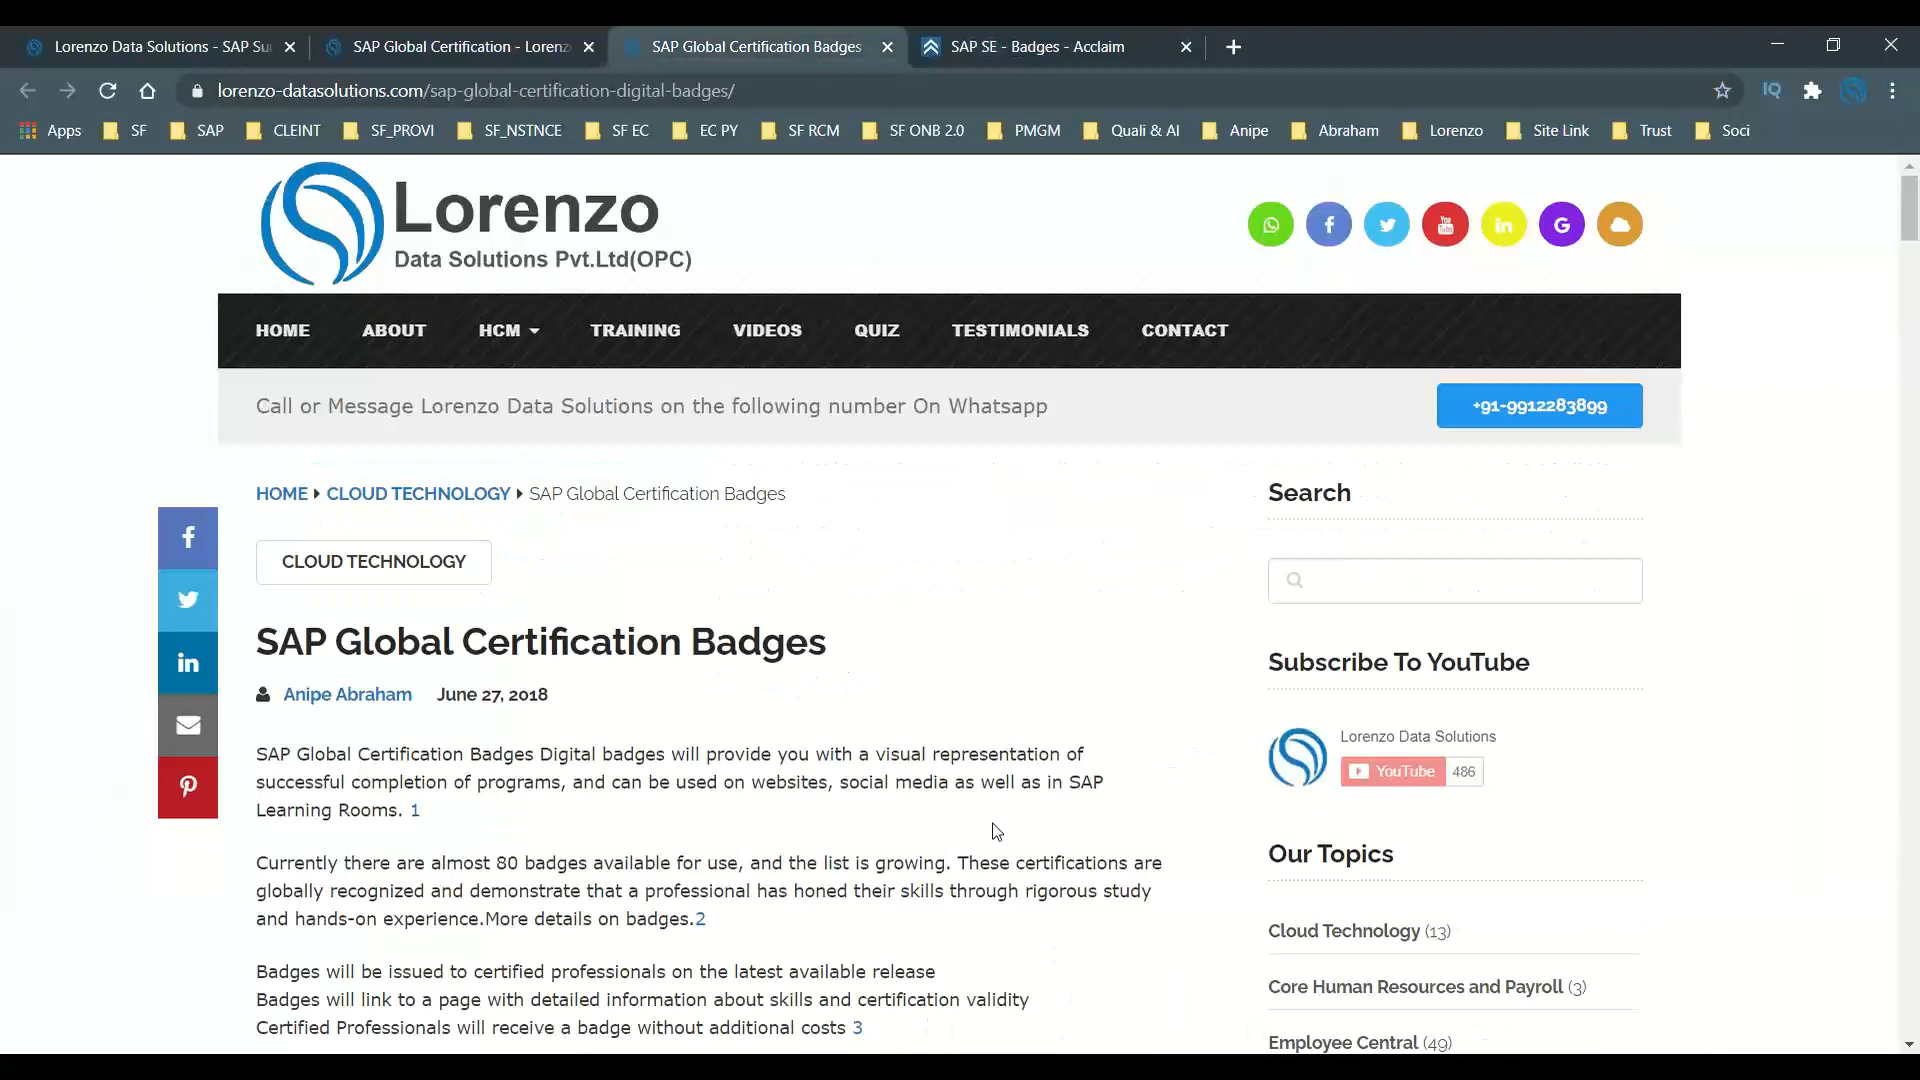 Lorenzo Data Solutions - SAP Su
SAP Global Certification - Lorenz
SAP Global Certification Badges
SAP SE - Badges - Acclaim
lorenzo-datasolutions.com/sap-global-certification-digital-badges/
IQ
Apps
SF
SAP
CLEINT
SF_PROVI
SF_NSTNCE
SF EC
EC PY
SF RCM
SF ONB 2.0
PMGM
Quali & AI
Anipe
Abraham
Lorenzo
Site Link
Trust
Soci
Lorenzo
Data Solutions Pvt.Ltd(OPC)
You Tube
HOME
ABOUT
HCM
TRAINING
VIDEOS
QUIZ
TESTIMONIALS
CONTACT
Call or Message Lorenzo Data Solutions on the following number On Whatsapp
+91-9912283899
HOME CLOUD TECHNOLOGY SAP Global Certification Badges
CLOUD TECHNOLOGY
SAP Global Certification Badges
Anipe Abraham June 27, 2018
SAP Global Certification Badges Digital badges will provide you with a visual representation of
successful completion of programs, and can be used on websites, social media as well as in SAP
Learning Rooms. 1
Currently there are almost 80 badges available for use, and the list is growing. These certifications are
globally recognized and demonstrate that a professional has honed their skills through rigorous study
and hands-on experience.More details on badges.2
Badges will be issued to certified professionals on the latest available release
Badges will link to a page with detailed information about skills and certification validity
Certified Professionals will receive a badge without additional costs 3
Search
Subscribe To YouTube
Lorenzo Data Solutions
YouTube 486
Our Topics
Cloud Technology (13)
Core Human Resources and Payroll (3)
Employee Central (49)